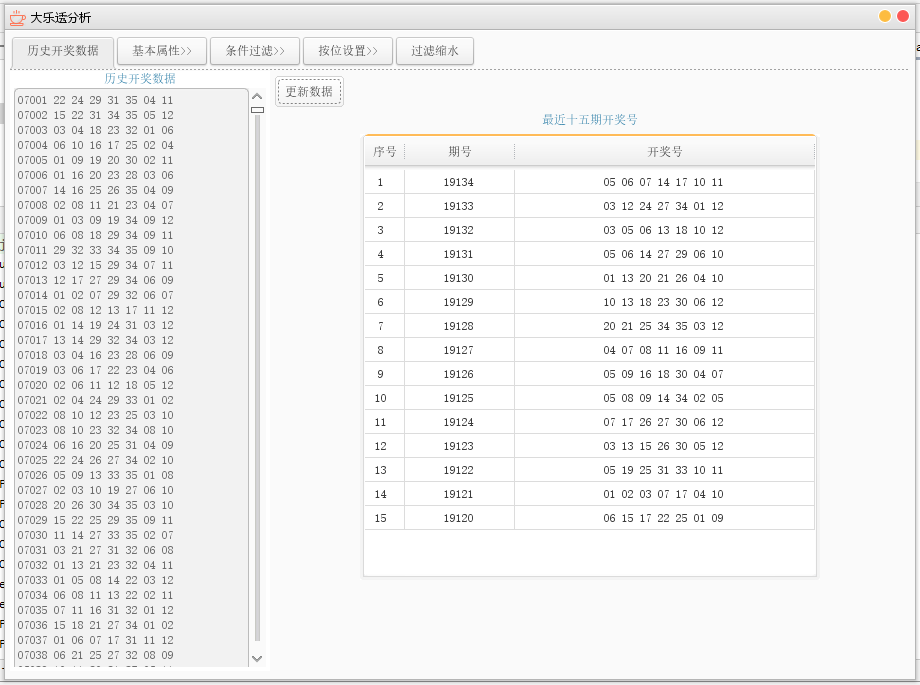 大乐透分析
历史开奖数据 基本属性>> 条件过滤>> 按位设置>> 过滤缩水
历史开奖数据
07001 22 24 29 31 35 04 11
07002 15 22 31 34 35 05 12
07003 03 04 18 23 32 01 06
07004 06 10 16 17 25 02 04
07005 01 09 19 20 30 02 11
07006 01 16 20 23 28 03 06
07007 14 16 25 26 35 04 09
07008 02 08 11 21 23 04 07
07009 01 03 09 19 34 09 12
07010 06 08 18 29 34 09 11
07011 29 32 33 34 35 09 10
07012 03 12 15 29 34 07 11
07013 12 17 27 29 34 06 09
07014 01 02 07 29 32 06 07
07015 02 08 12 13 17 11 12
07016 01 14 19 24 31 03 12
07017 13 14 29 32 34 03 12
07018 03 04 16 23 28 06 09
07019 03 06 17 22 23 04 06
07020 02 06 11 12 18 05 12
07021 02 04 24 29 33 01 02
07022 08 10 12 23 25 03 10
07023 08 10 23 32 34 08 10
07024 06 16 20 25 31 04 09
07025 22 24 26 27 34 02 10
07026 05 09 13 33 35 01 08
07027 02 03 10 19 27 06 10
07028 20 26 30 34 35 03 10
07029 15 22 25 29 35 09 11
07030 11 14 27 33 35 02 07
07031 03 21 27 31 32 06 08
07032 01 13 21 23 32 04 11
07033 01 05 08 14 22 03 12
07034 06 08 11 13 22 02 11
07035 07 11 16 31 32 01 12
07036 15 18 21 27 34 01 02
07037 01 06 07 17 31 11 12
07038 06 21 25 27 32 08 09
更新数据
最近十五期开奖号
序号 期号 开奖号
1 19134 05 06 07 14 17 10 11
2 19133 03 12 24 27 34 01 12
3 19132 03 05 06 13 18 10 12
4 19131 05 06 14 27 29 06 10
5 19130 01 13 20 21 26 04 10
6 19129 10 13 18 23 30 06 12
7 19128 20 21 25 34 35 03 12
8 19127 04 07 08 11 16 09 11
9 19126 05 09 16 18 30 04 07
10 19125 05 08 09 14 34 02 05
11 19124 07 17 26 27 30 06 12
12 19123 03 13 15 26 30 05 12
13 19122 05 19 25 31 33 10 11
14 19121 01 02 03 07 17 04 10
15 19120 06 15 17 22 25 01 09